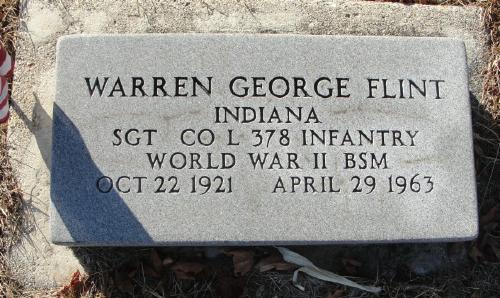 WARREN GEORGE FLINT
INDIANA
SGT CO L 378 INFANTRY
WORLD WAR II BSM
OCT 22 1921 APRIL 29 1963